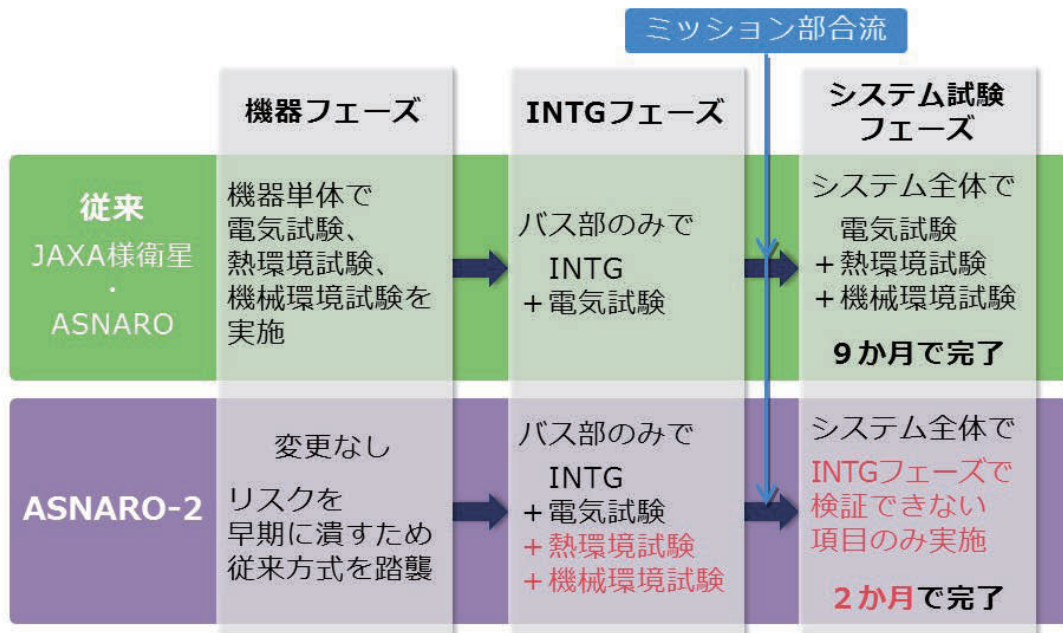 ミッション部合流
機器フェーズ
INTGフェーズ
システム試験
フェーズ
従来
JAXA様衛星
・
ASNARO
機器単体で
電気試験、
熱環境試験、
機械環境試験を
実施
バス部のみで
INTG
+電気試験
システム全体で
電気試験
+熱環境試験
+機械環境試験
9か月で完了
ASNARO-2
変更なし
リスクを
早期に潰すため
従来方式を踏襲
バス部のみで
INTG
+電気試験
+熱環境試験
+機械環境試験
システム全体で
INTGフェーズで
検証できない
項目のみ実施
2か月で完了